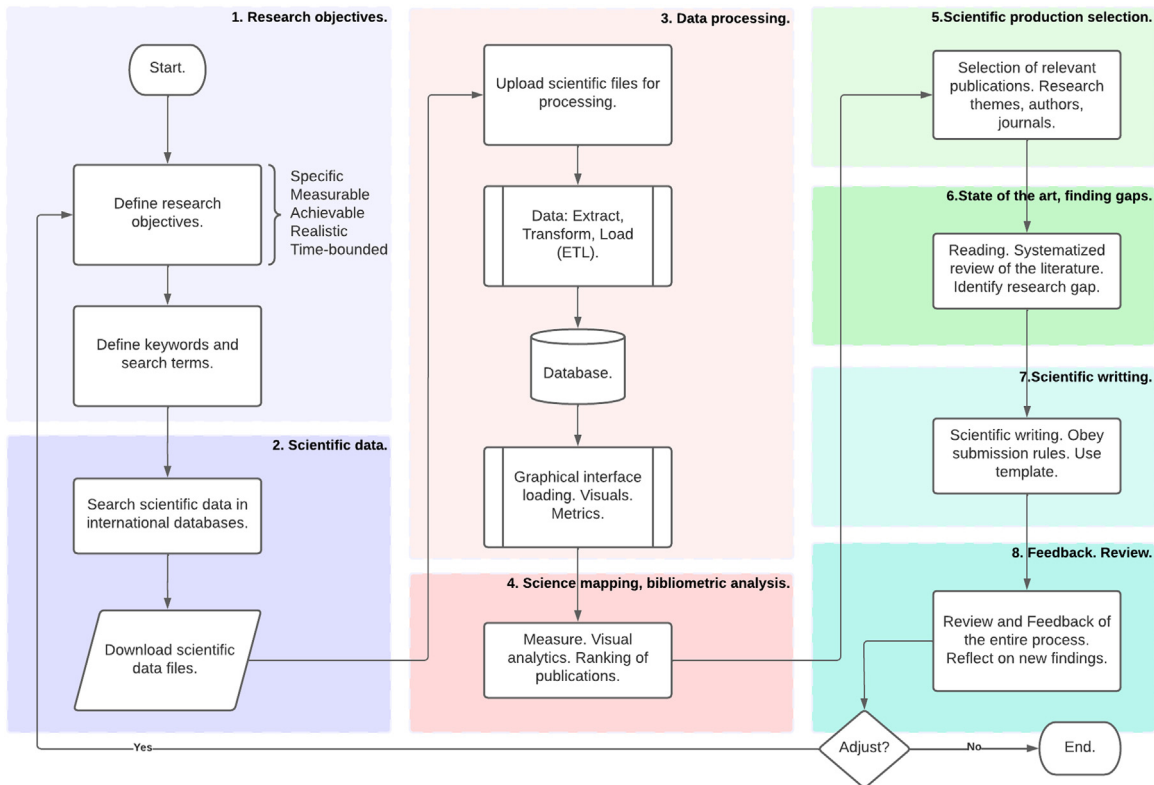 1. Research objectives.
Start.
Define research
objectives.
Specific
Measurable
Achievable
Realistic
Time-bounded
Define keywords and
search terms.
2. Scientific data.
Search scientific data in
international databases.
Download scientific
data files.
3. Data processing.
Upload scientific files for
processing.
Data: Extract,
Transform, Load
(ETL).
Database.
Graphical interface
loading. Visuals.
Metrics.
4. Science mapping, bibliometric analysis.
Measure. Visual
analytics. Ranking of
publications.
5.Scientific production selection.
Selection of relevant
publications. Research
themes, authors,
journals.
6.State of the art, finding gaps.
Reading. Systematized
review of the literature.
Identify research gap.
7.Scientific writting.
Scientific writing. Obey
submission rules. Use
template.
8. Feedback. Review.
Review and Feedback of
the entire process.
Reflect on new findings.
Yes
Adjust?
No
End.